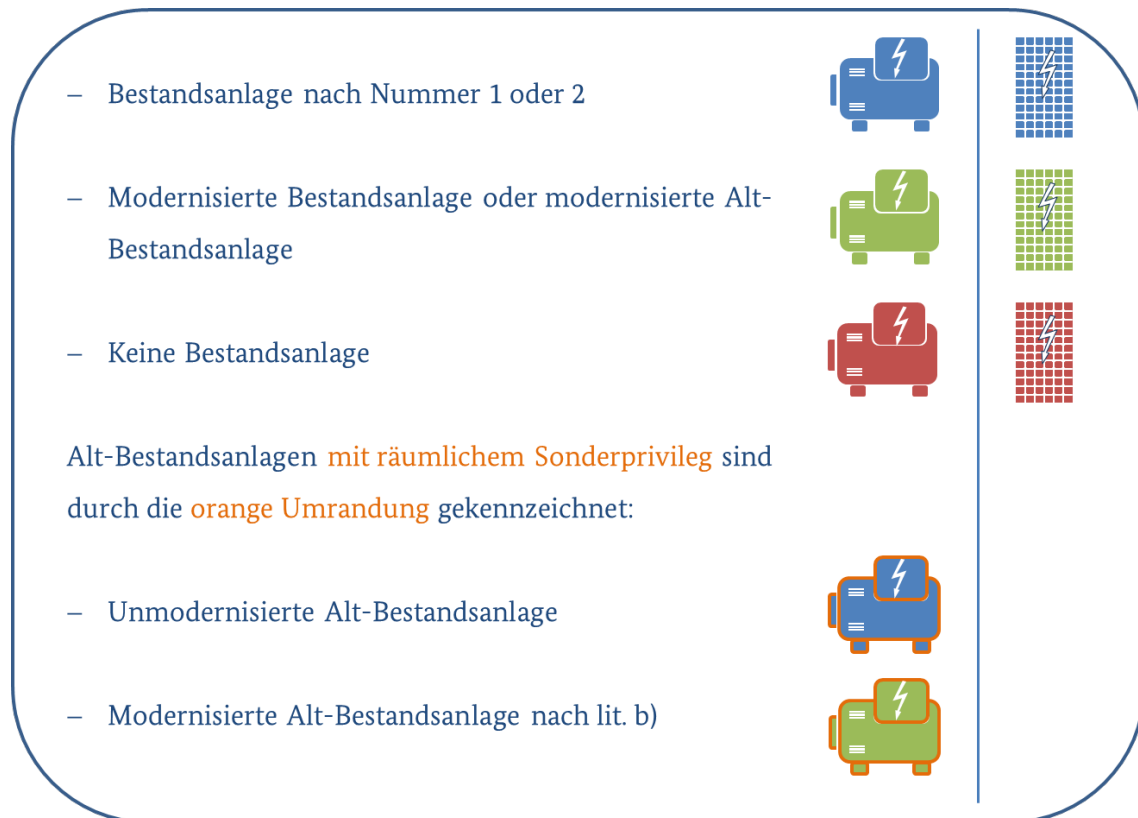 – Bestandsanlage nach Nummer 1 oder 2
– Modernisierte Bestandsanlage oder modernisierte Alt-
Bestandsanlage
– Keine Bestandsanlage
Alt-Bestandsanlagen mit räumlichem Sonderprivileg sind
durch die orange Umrandung gekennzeichnet:
– Unmodernisierte Alt-Bestandsanlage
– Modernisierte Alt-Bestandsanlage nach lit. b)